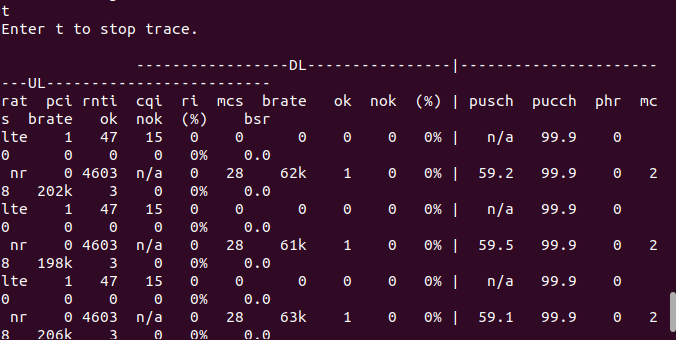 t
Enter t to stop trace.
-----------------DL----------------|----------------------
---UL--------------------------
rat  pci rnti  cqi  ri  mcs  brate   ok  nok  (%) | pusch  pucch  phr  mc
s  brate   ok  nok  (%)    bsr
lte    1   47   15   0    0      0    0    0   0% |   n/a   99.9    0
0      0    0    0   0%    0.0
nr    0 4603  n/a   0   28    62k    1    0   0% |  59.2   99.9    0   2
8   202k    3    0   0%    0.0
lte    1   47   15   0    0      0    0    0   0% |   n/a   99.9    0
0      0    0    0   0%    0.0
nr    0 4603  n/a   0   28    61k    1    0   0% |  59.5   99.9    0   2
8   198k    3    0   0%    0.0
lte    1   47   15   0    0      0    0    0   0% |   n/a   99.9    0
0      0    0    0   0%    0.0
nr    0 4603  n/a   0   28    63k    1    0   0% |  59.1   99.9    0   2
8   206k    3    0   0%    0.0